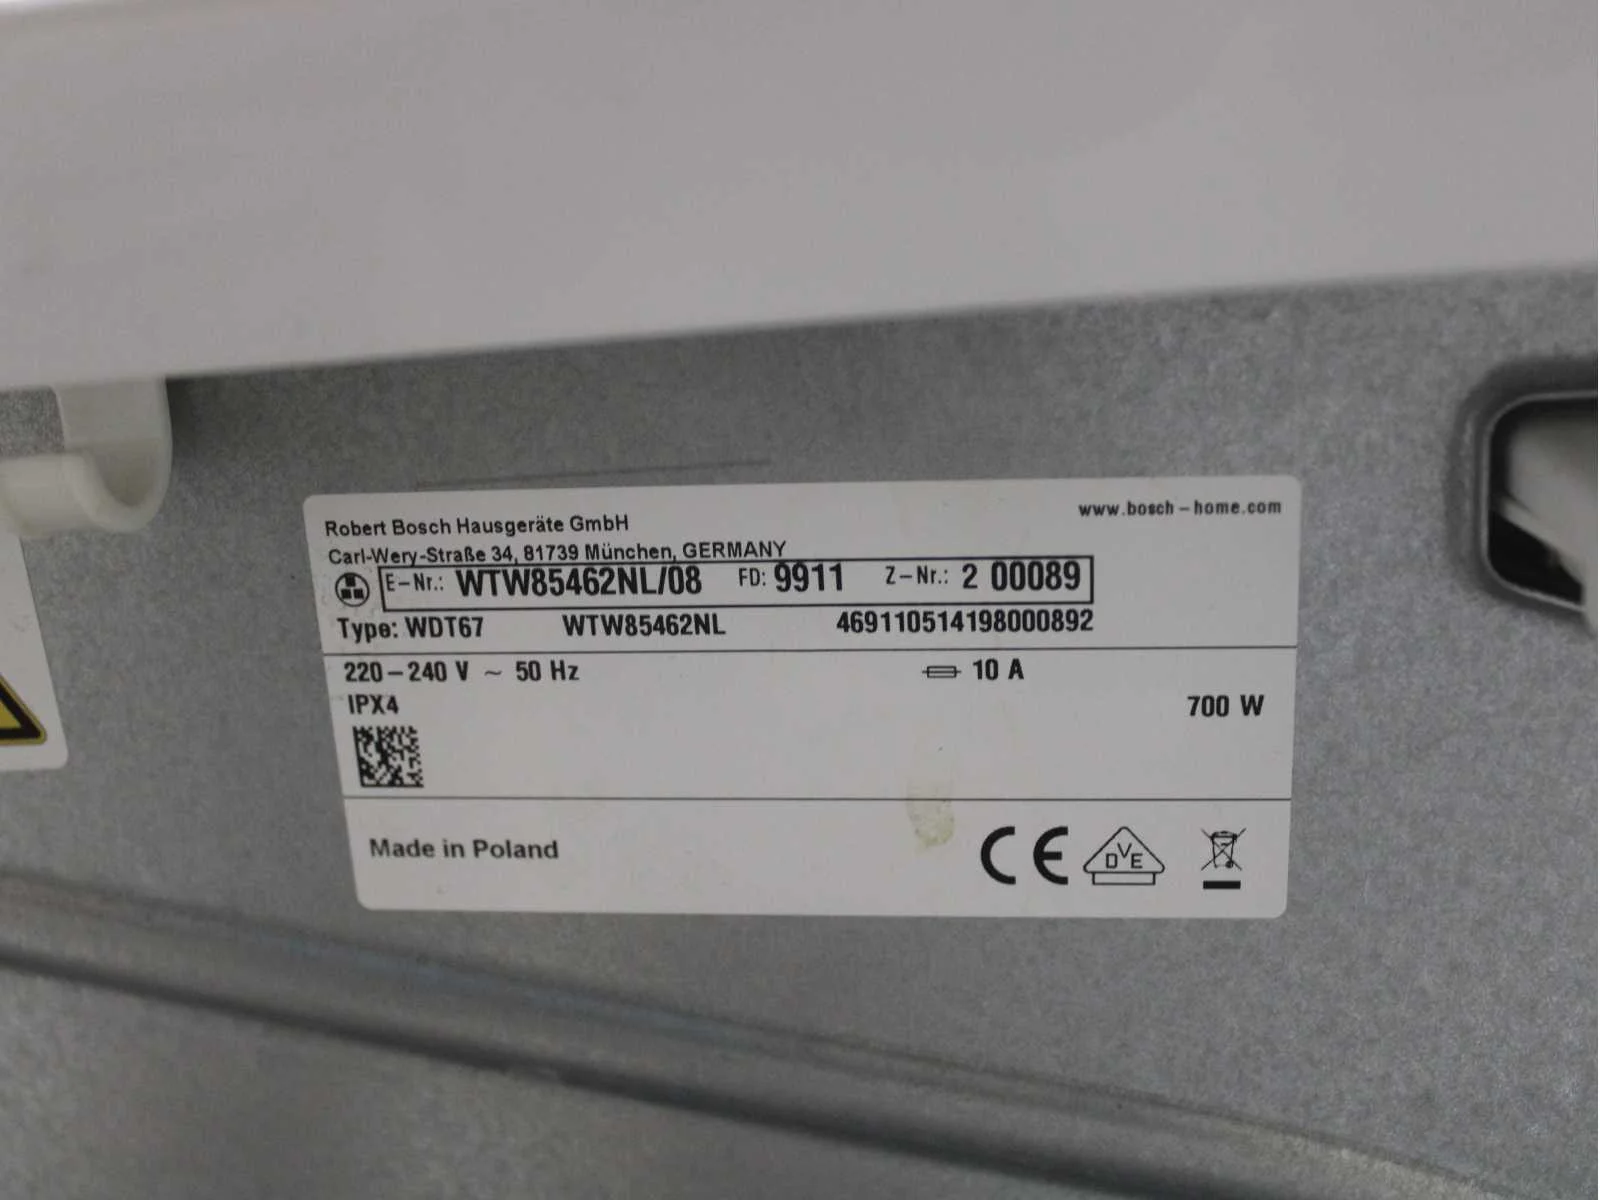 Robert Bosch Hausgeräte GmbH
www.bosch-home.com
Carl-Wery-Straße 34, 81739 München, GERMANY
E-Nr.: WTW85462NL/08 FD: 9911 Z-Nr.: 2 00089
Type: WDT67 WTW85462NL 469110514198000892
220-240 V ~ 50 Hz 10 A
IPX4 700 W
Made in Poland
CE DVE